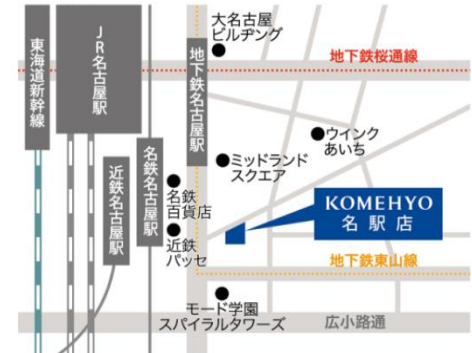 大名古屋
ビルヂング
東海道新幹線
JR名古屋駅
地下鉄名古屋駅
地下鉄桜通線
ウインク
あいち
ミッドランド
スクエア
近鉄名古屋駅
名鉄名古屋駅
名鉄
百貨店
KOMEHYO
名駅店
近鉄
パッセ
地下鉄東山線
モード学園
スパイラルタワーズ
広小路通